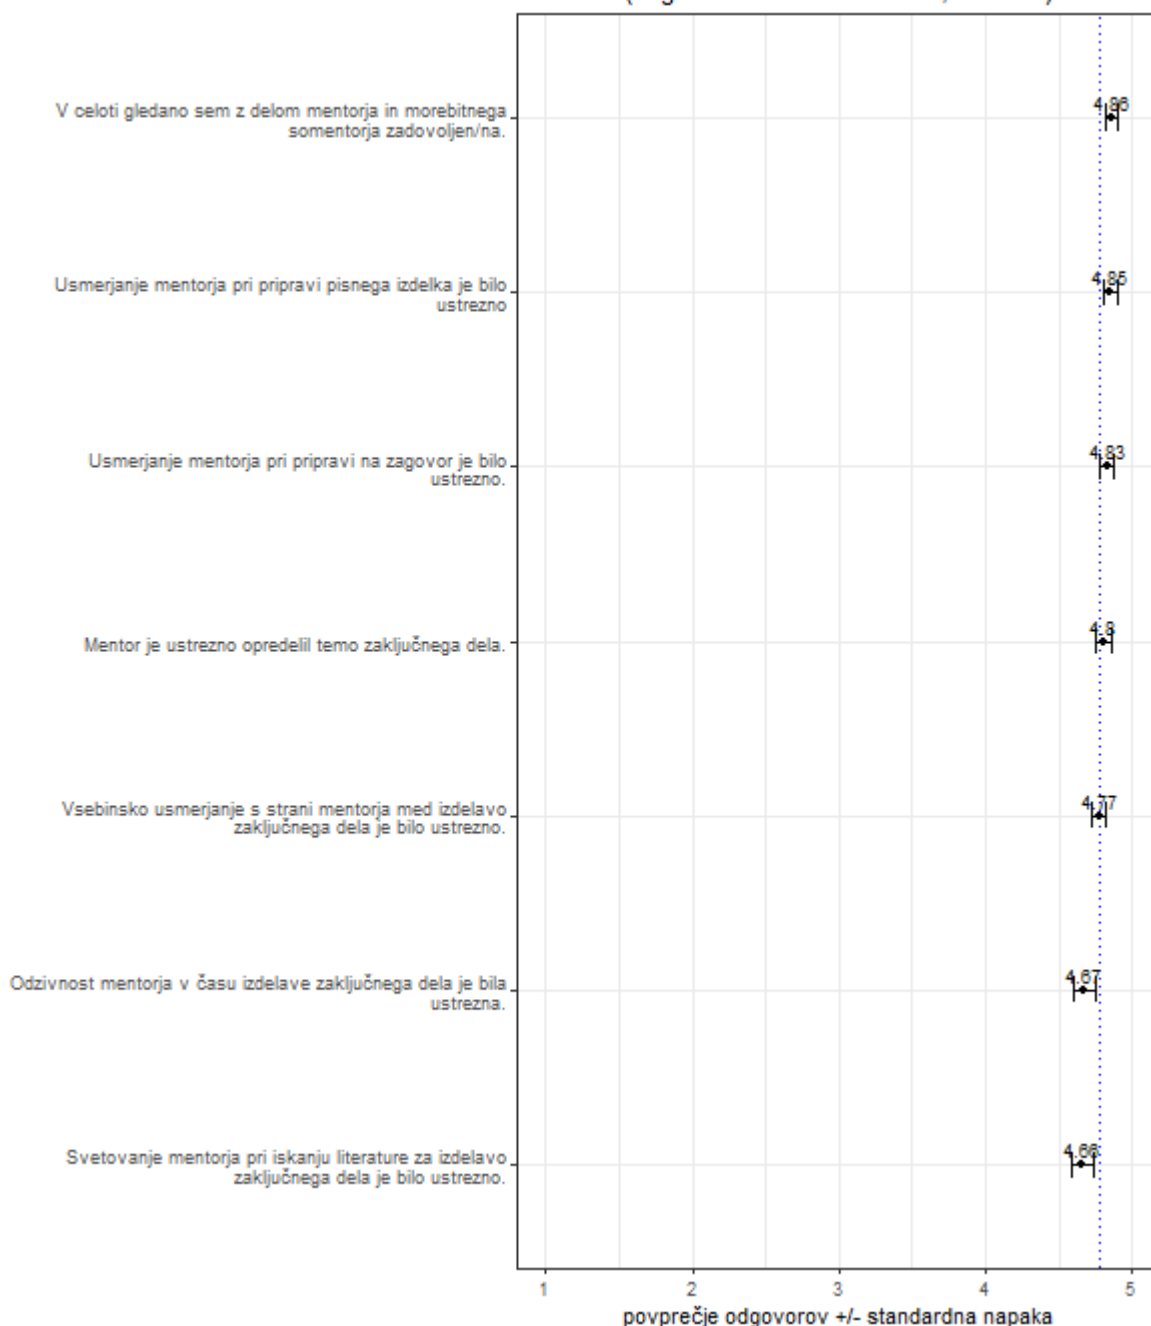 V celoti gledano sem z delom mentorja in morebitnega
somentorja zadovoljen/na.
4.86
Usmerjanje mentorja pri pripravi pisnega izdelka je bilo
ustrezno
4.85
Usmerjanje mentorja pri pripravi na zagovor je bilo
ustrezno.
4.83
Mentor je ustrezno opredelil temo zaključnega dela.
4.8
Vsebinsko usmerjanje s strani mentorja med izdelavo
zaključnega dela je bilo ustrezno.
4.77
Odzivnost mentorja v času izdelave zaključnega dela je bila
ustrezna.
4.67
Svetovanje mentorja pri iskanju literature za izdelavo
zaključnega dela je bilo ustrezno.
4.66
1 2 3 4 5
povprečje odgovorov +/- standardna napaka